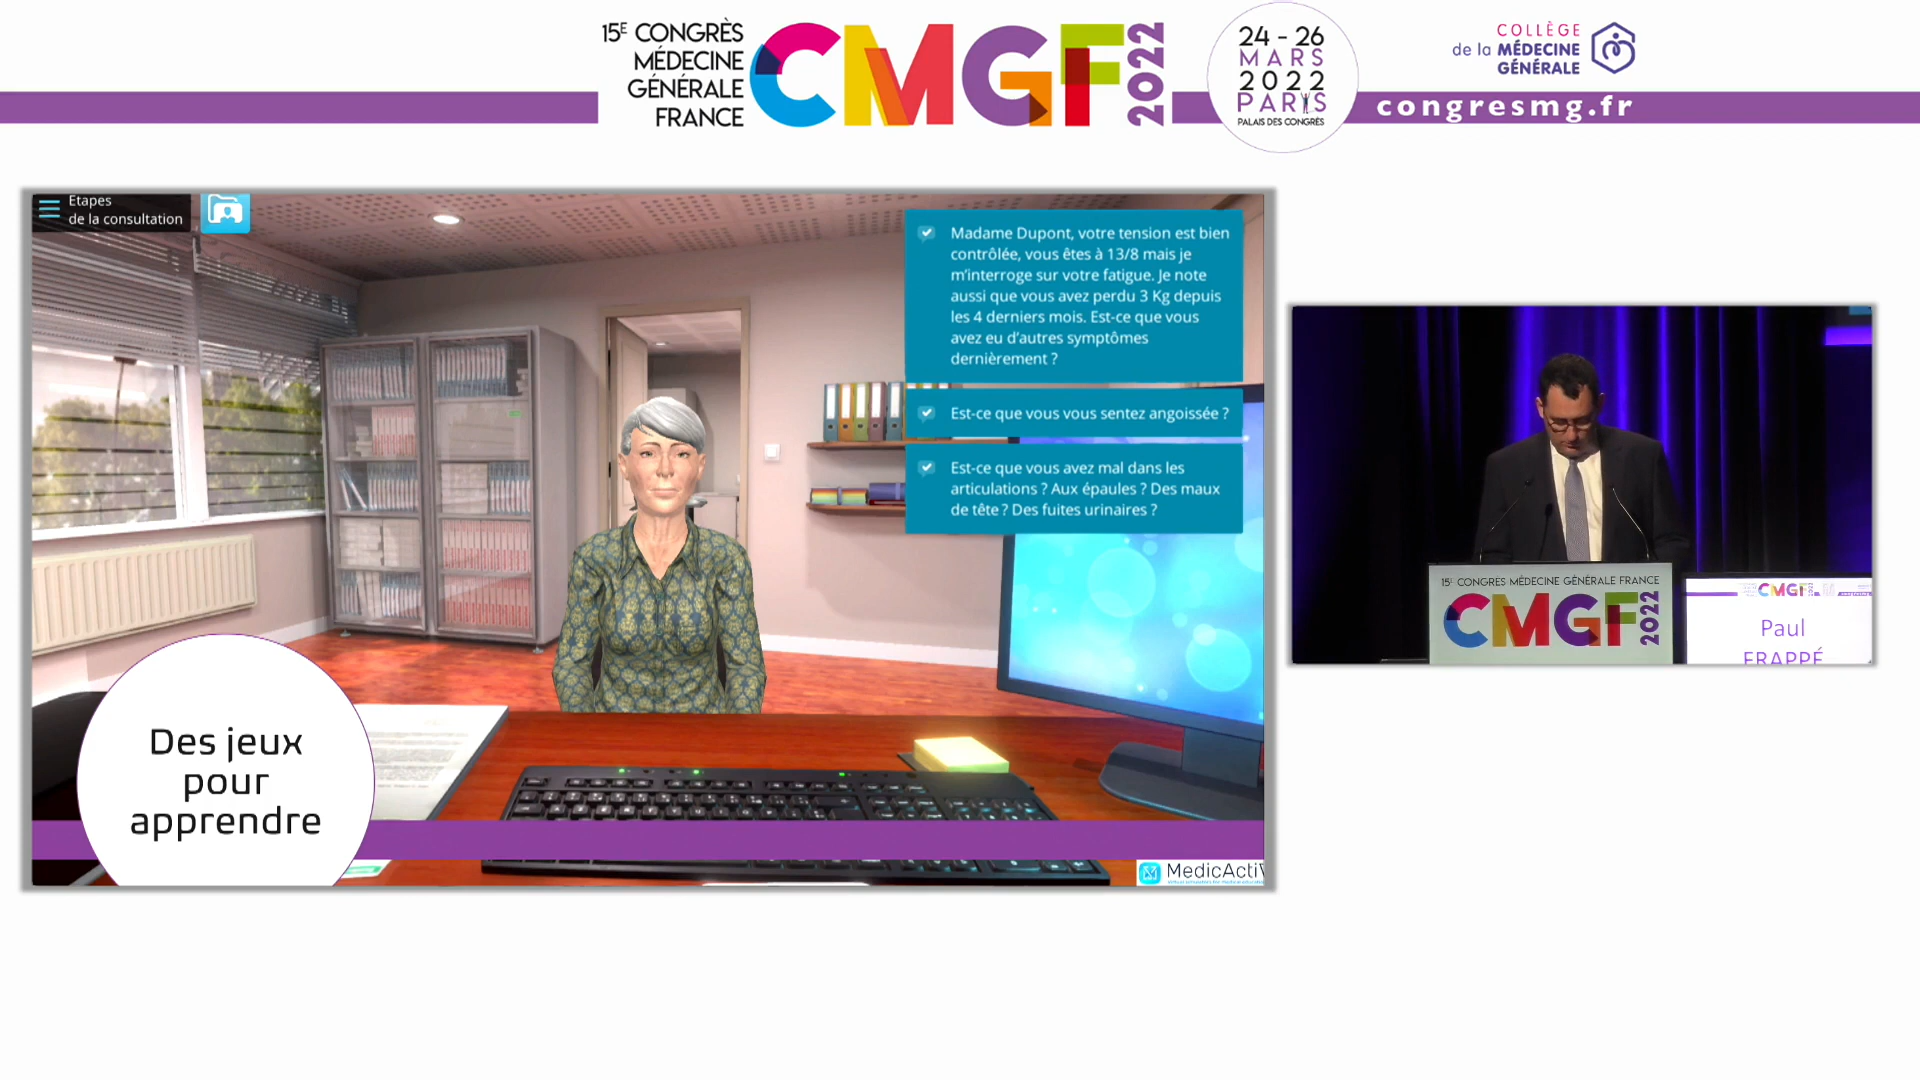 15E CONGRÈS
MÉDECINE
GÉNÉRALE
FRANCE
CMGF
2022
24 - 26
MARS
2022
PARIS
PALAIS DES CONGRÈS
COLLÈGE
de la MÉDECINE
GÉNÉRALE
congresmg.fr
Etapes
de la consultation
Madame Dupont, votre tension est bien
contrôlée, vous êtes à 13/8 mais je
m'interroge sur votre fatigue. Je note
aussi que vous avez perdu 3 Kg depuis
les 4 derniers mois. Est-ce que vous
avez eu d'autres symptômes
dernièrement ?
Est-ce que vous vous sentez angoissée ?
Est-ce que vous avez mal dans les
articulations ? Aux épaules ? Des maux
de tête ? Des fuites urinaires ?
Des jeux
pour
apprendre
MedicActiV
15E CONGRES MÉDECINE GÉNÉRALE FRANCE
CMGF
2022
CMGF
Paul
FRAPPÉ